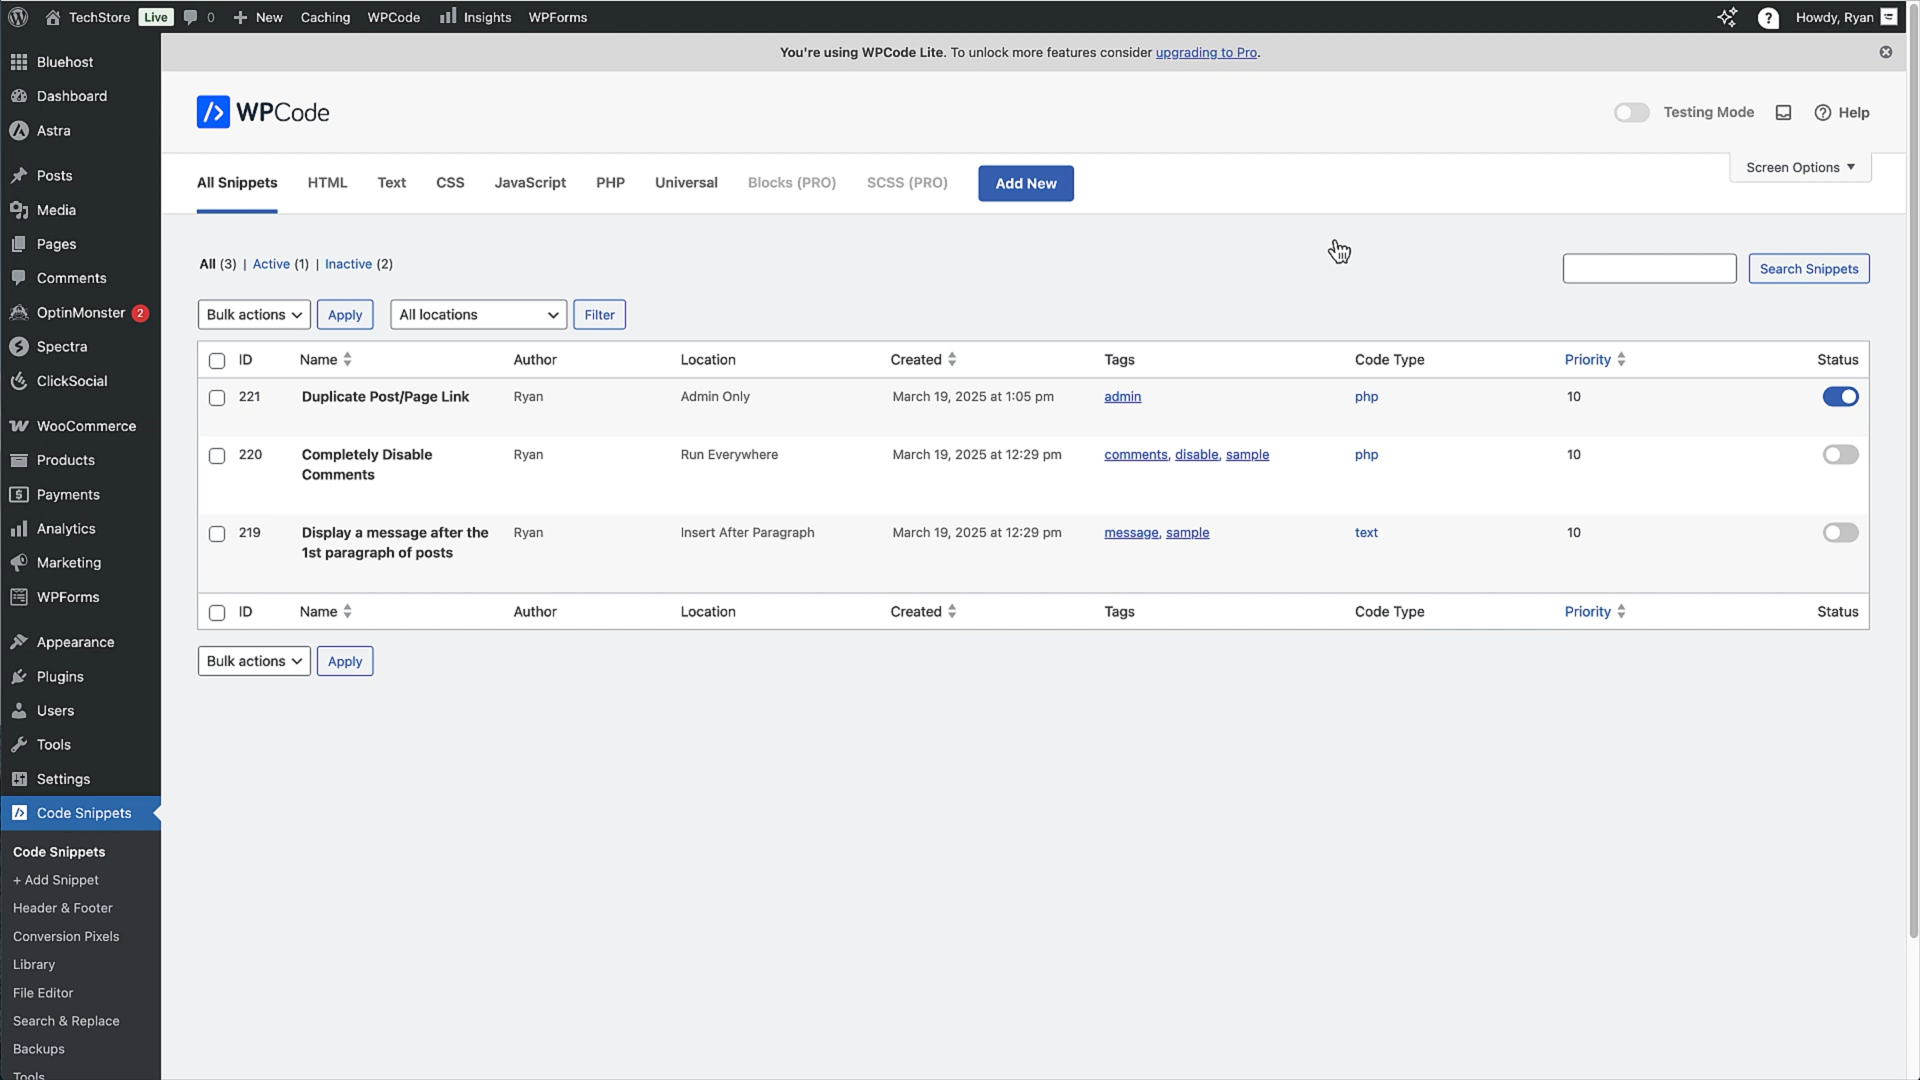 TechStore Live 0 New Caching WPCode Insights WPForms Howdy, Ryan
You're using WPCode Lite. To unlock more features consider upgrading to Pro.
Bluehost
Dashboard
Astra
Posts
Media
Pages
Comments
OptinMonster 2
Spectra
ClickSocial
WooCommerce
Products
Payments
Analytics
Marketing
WPForms
Appearance
Plugins
Users
Tools
Settings
Code Snippets
Code Snippets
+ Add Snippet
Header & Footer
Conversion Pixels
Library
File Editor
Search & Replace
Backups
Tools
WPCode
Testing Mode Help
All Snippets HTML Text CSS JavaScript PHP Universal Blocks (PRO) SCSS (PRO) Add New
Screen Options
All (3) | Active (1) | Inactive (2)
Search Snippets
Bulk actions Apply All locations Filter
ID Name Author Location Created Tags Code Type Priority Status
221 Duplicate Post/Page Link Ryan Admin Only March 19, 2025 at 1:05 pm admin php 10
220 Completely Disable Ryan Run Everywhere March 19, 2025 at 12:29 pm comments, disable, sample php 10
Comments
219 Display a message after the Ryan Insert After Paragraph March 19, 2025 at 12:29 pm message, sample text 10
1st paragraph of posts
ID Name Author Location Created Tags Code Type Priority Status
Bulk actions Apply